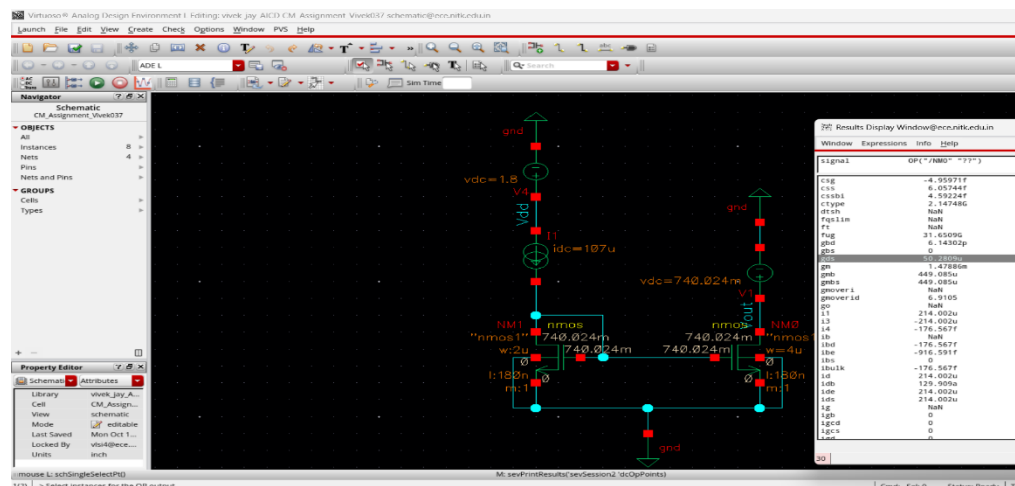 Virtuoso® Analog Design Environment L Editing: vivek_jay_AICD CM_Assignment_Vivek037 schematic@ece.nitk.edu.in
Launch File Edit View Create Check Options Window PVS Help
ADE L
Search
Sim Time
Navigator
Schematic
CM_Assignment_Vivek037
OBJECTS
All
Instances 8
Nets 4
Pins
Nets and Pins
GROUPS
Cells
Types
Property Editor
Schemati Attributes
Library vivek_jay_A...
Cell CM_Assign...
View schematic
Mode editable
Last Saved Mon Oct 1...
Locked By vlsi4@ece....
Units inch
gnd
vdc=1.8
V4
Vdd
I1
idc=107u
gnd
vdc=740.024m
V1
Vout
NM1 nmos
"nmos1" 740.024m
w:2u 740.024m
0
l:180n
m:1
0
nmos NM0
740.024m "nmos1
740.024m w=4u
0
l:180n
0
m:1
gnd
Results Display Window@ece.nitk.edu.in
Window Expressions Info Help
signal OP("/NM0" "??")
csg -4.95971f
css 6.05744f
cssbi 4.59224f
ctype 2.14748G
dtsh NaN
fqslim NaN
ft NaN
fug 31.6509G
gbd 6.14302p
gbs 0
gds 50.2809u
gm 1.47886m
gmb 449.085u
gmbs 449.085u
gmoveri NaN
gmoverid 6.9105
go NaN
i1 214.002u
i3 -214.002u
i4 -176.567f
ib NaN
ibd -176.567f
ibe -916.591f
ibs 0
ibulk -176.567f
id 214.002u
idb 129.909a
ide 214.002u
ids 214.002u
ig NaN
igb 0
igcd 0
igcs 0
30
mouse L: schSingleSelectPt() M: sevPrintResults('sevSession2 'dcOpPoints)